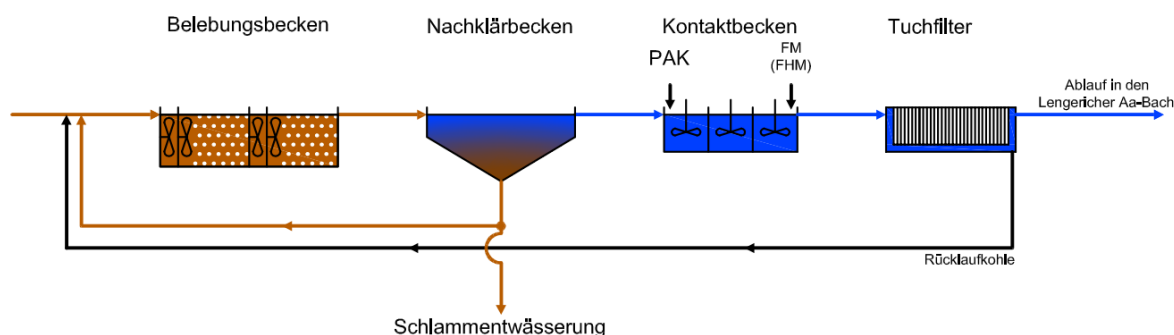 Belebungsbecken
Nachklärbecken
Kontaktbecken
Tuchfilter
PAK
FM
(FHM)
Ablauf in den
Lengericher Aa-Bach
Rücklaufkohle
Schlammentwässerung